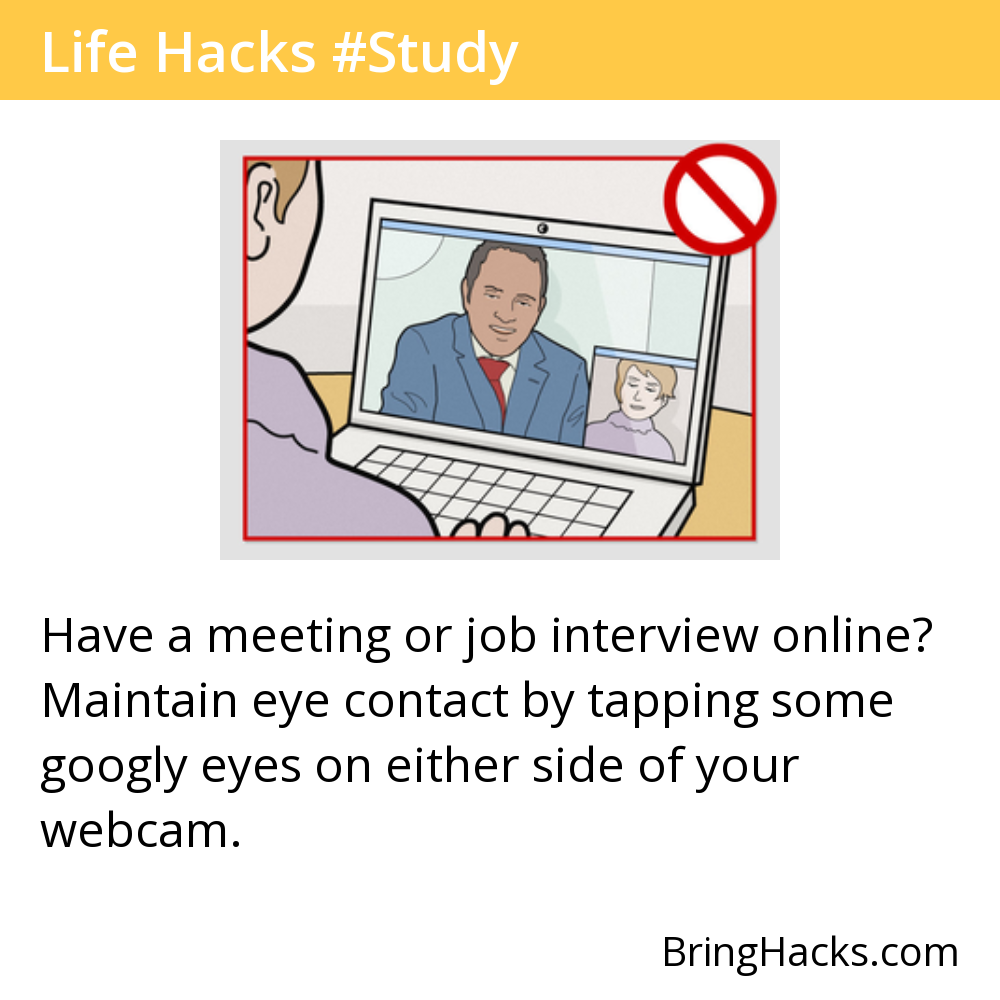 Life Hacks #Study
Have a meeting or job interview online?
Maintain eye contact by tapping some
googly eyes on either side of your
webcam.
BringHacks.com